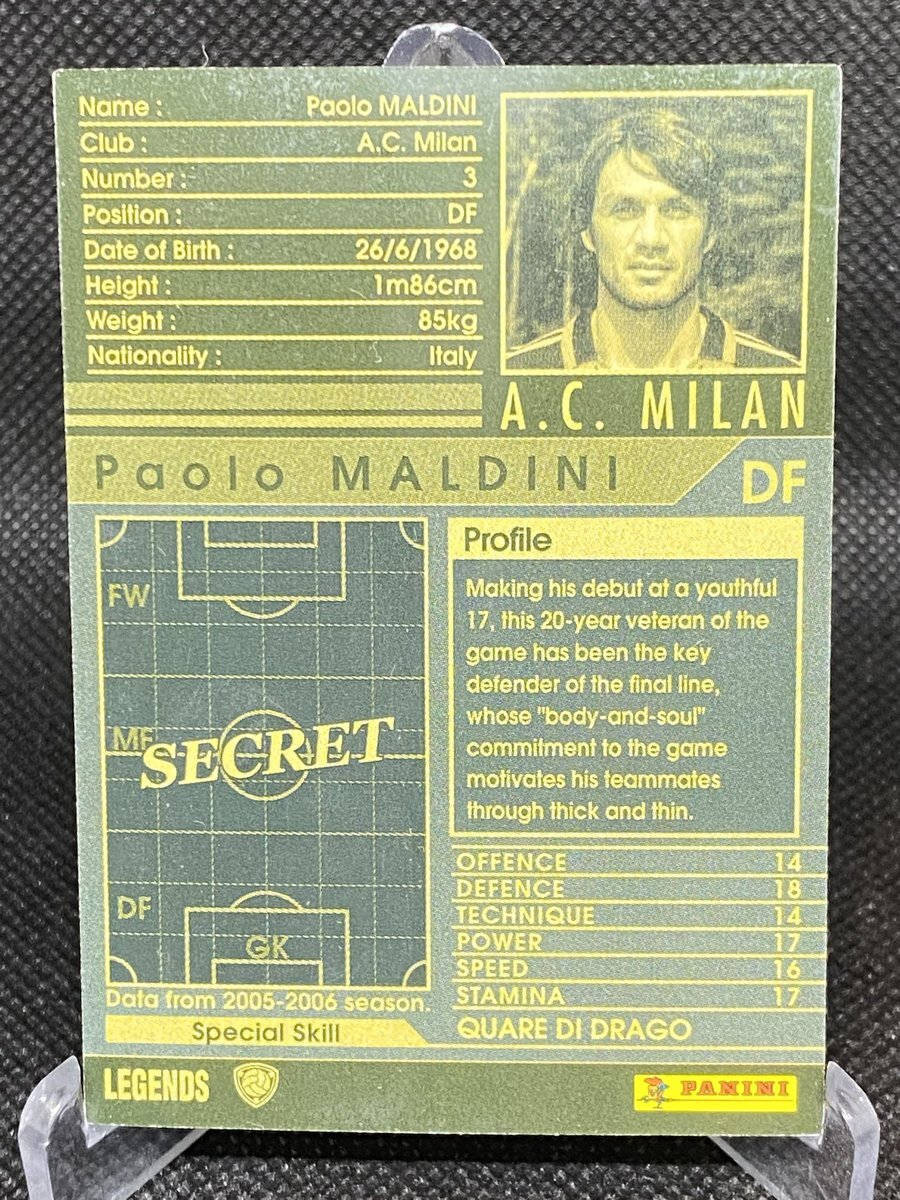 Name : Paolo MALDINI
Club : A.C. Milan
Number : 3
Position : DF
Date of Birth : 26/6/1968
Height : 1m86cm
Weight : 85kg
Nationality : Italy
A.C. MILAN
Paolo MALDINI
DF
FW
MF
SECRET
DF
GK
Data from 2005-2006 season.
Profile
Making his debut at a youthful
17, this 20-year veteran of the
game has been the key
defender of the final line,
whose "body-and-soul"
commitment to the game
motivates his teammates
through thick and thin.
OFFENCE 14
DEFENCE 18
TECHNIQUE 14
POWER 17
SPEED 16
STAMINA 17
Special Skill QUARE DI DRAGO
LEGENDS
PANINI